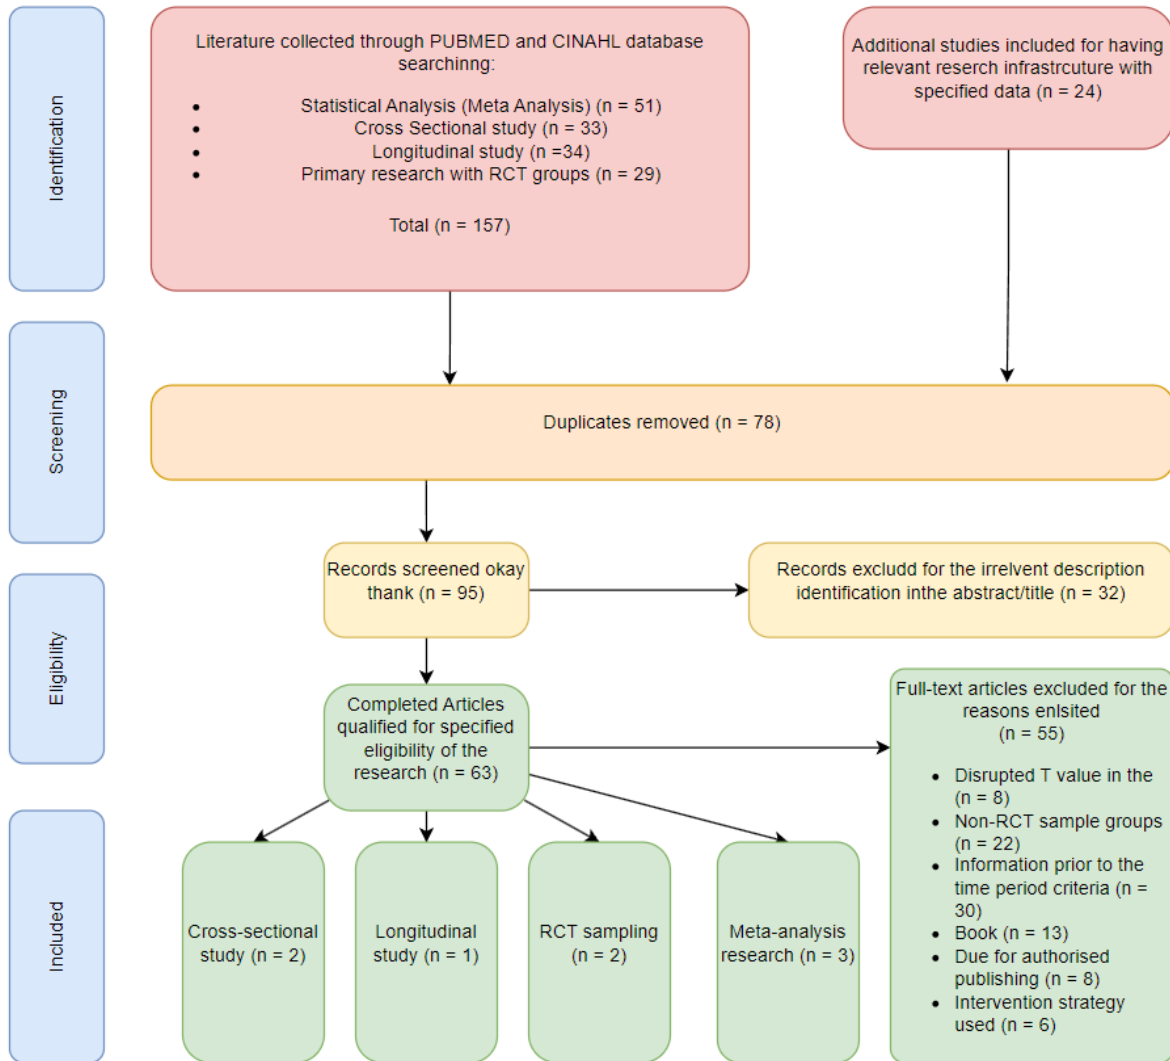 Identification
Literature collected through PUBMED and CINAHL database
searchinng:
• Statistical Analysis (Meta Analysis) (n = 51)
• Cross Sectional study (n = 33)
• Longitudinal study (n =34)
• Primary research with RCT groups (n = 29)
Total (n = 157)
Additional studies included for having
relevant reserch infrastrcuture with
specified data (n = 24)
Screening
Duplicates removed (n = 78)
Eligibility
Records screened okay
thank (n = 95)
Records excludd for the irrelvent description
identification inthe abstract/title (n = 32)
Completed Articles
qualified for specified
eligibility of the
research (n = 63)
Full-text articles excluded for the
reasons enlsited
(n = 55)
• Disrupted T value in the
(n = 8)
• Non-RCT sample groups
(n = 22)
• Information prior to the
time period criteria (n =
30)
• Book (n = 13)
• Due for authorised
publishing (n = 8)
• Intervention strategy
used (n = 6)
Included
Cross-sectional
study (n = 2)
Longitudinal
study (n = 1)
RCT sampling
(n = 2)
Meta-analysis
research (n = 3)